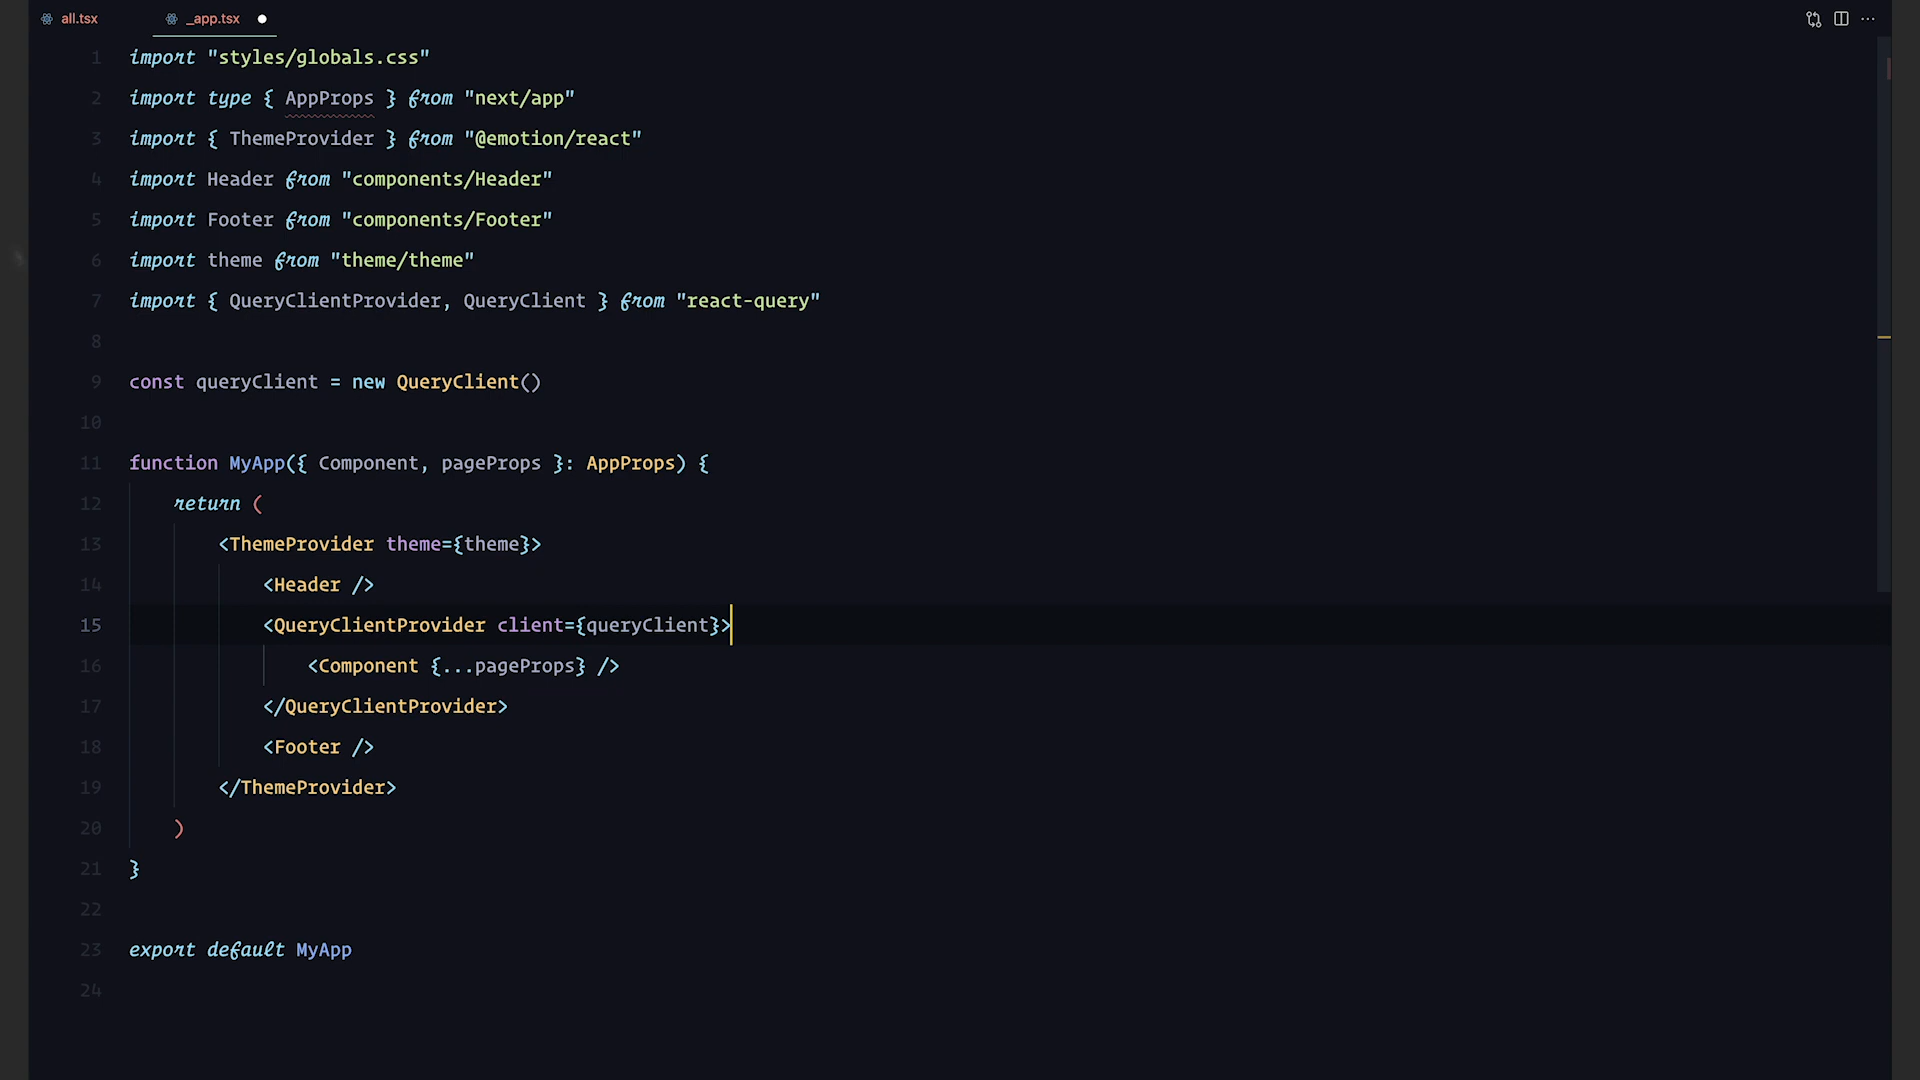 all.tsx _app.tsx
1 import "styles/globals.css"
2 import type { AppProps } from "next/app"
3 import { ThemeProvider } from "@emotion/react"
4 import Header from "components/Header"
5 import Footer from "components/Footer"
6 import theme from "theme/theme"
7 import { QueryClientProvider, QueryClient } from "react-query"
8
9 const queryClient = new QueryClient()
10
11 function MyApp({ Component, pageProps }: AppProps) {
12 return (
13 <ThemeProvider theme={theme}>
14 <Header />
15 <QueryClientProvider client={queryClient}>
16 <Component {...pageProps} />
17 </QueryClientProvider>
18 <Footer />
19 </ThemeProvider>
20 )
21 }
22
23 export default MyApp
24